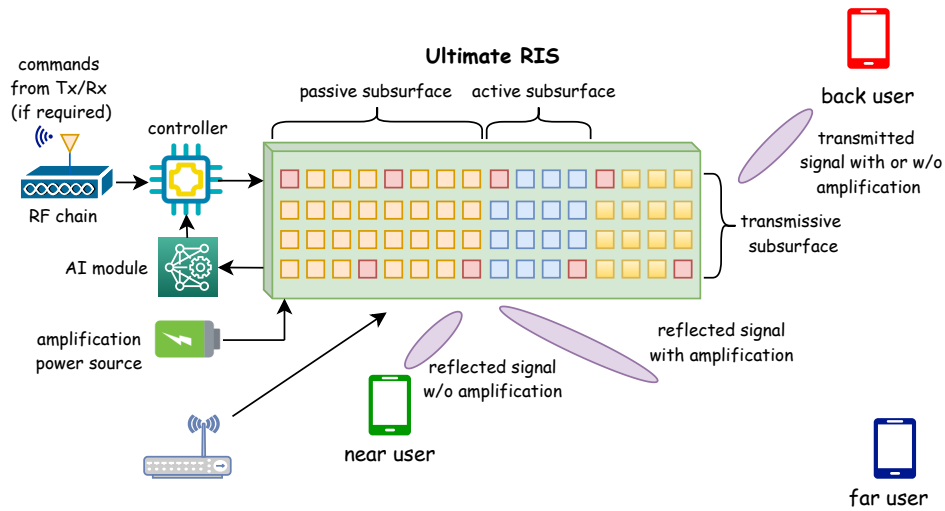 Ultimate RIS
commands
from Tx/Rx
(if required)
passive subsurface
active subsurface
controller
RF chain
AI module
amplification
power source
back user
transmitted
signal with or w/o
amplification
transmissive
subsurface
reflected signal
with amplification
reflected signal
w/o amplification
near user
far user